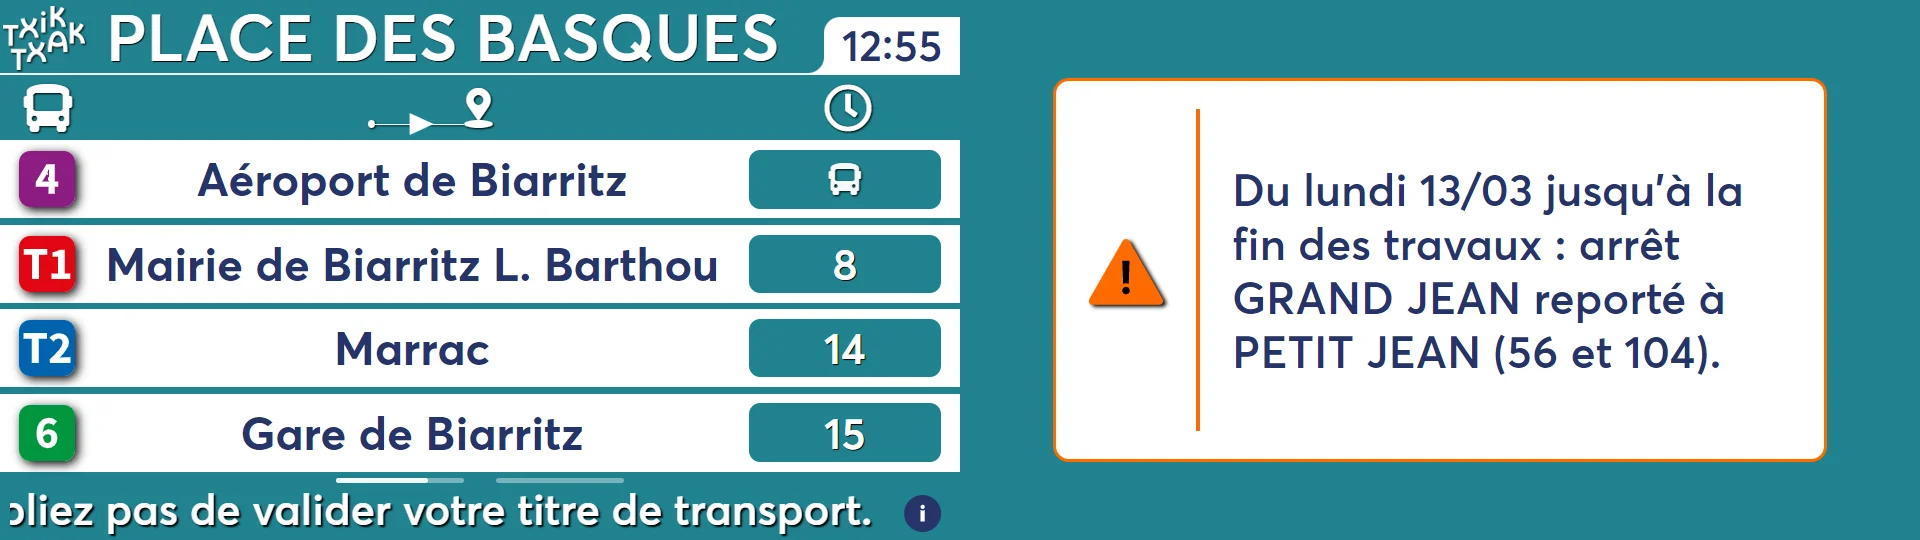 TXIK TXAK
PLACE DES BASQUES
12:55
4 Aéroport de Biarritz
T1 Mairie de Biarritz L. Barthou 8
T2 Marrac 14
6 Gare de Biarritz 15
bliez pas de valider votre titre de transport. i
!
Du lundi 13/03 jusqu'à la
fin des travaux : arrêt
GRAND JEAN reporté à
PETIT JEAN (56 et 104).